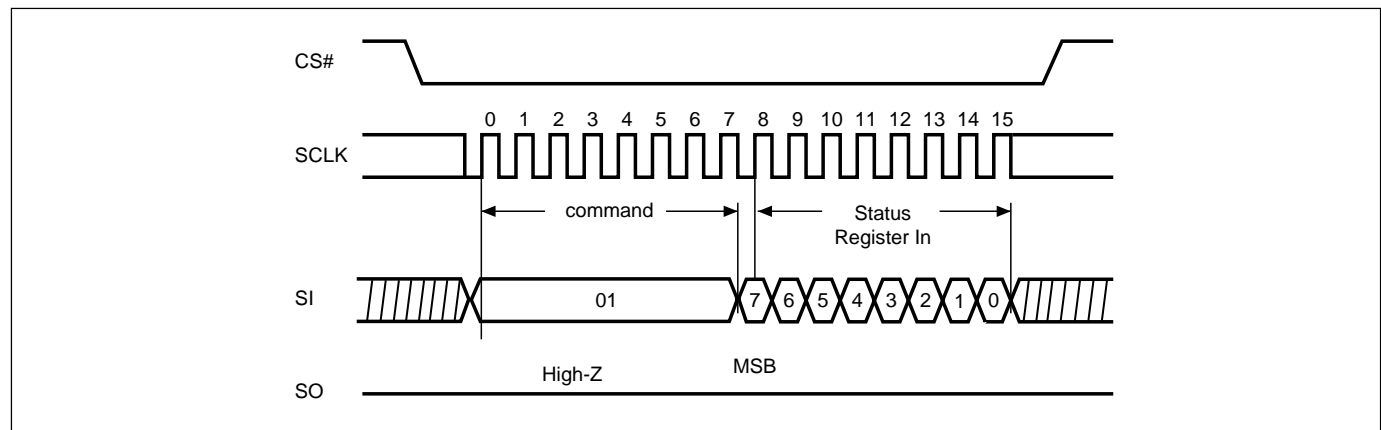 CS#
0 1 2 3 4 5 6 7 8 9 10 11 12 13 14 15
SCLK
command
Status
Register In
SI
01
7 6 5 4 3 2 1 0
MSB
High-Z
SO